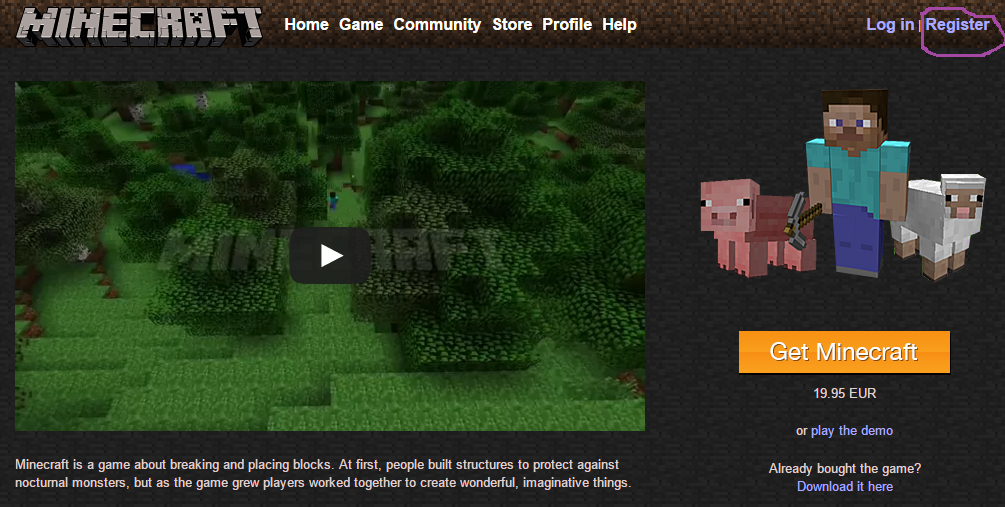 MINECRAFT Home Game Community Store Profile Help Log in | Register
MINECRAFT
Get Minecraft
19.95 EUR
or play the demo
Minecraft is a game about breaking and placing blocks. At first, people built structures to protect against
nocturnal monsters, but as the game grew players worked together to create wonderful, imaginative things.
Already bought the game?
Download it here